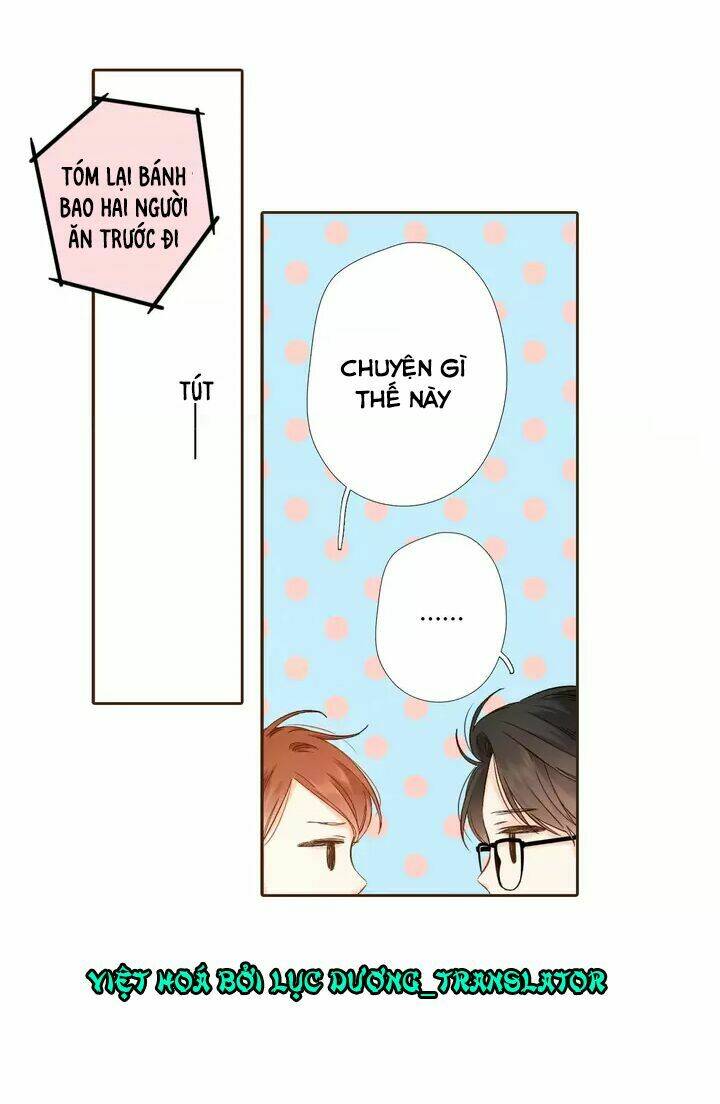 TÓM LẠI BÁNH
BAO HAI NGƯỜI
ĂN TRƯỚC ĐI
TÚT
CHUYỆN GÌ
THẾ NÀY
......
VIỆT HOÁ BỞI LỤC DƯƠNG_TRANSLATOR